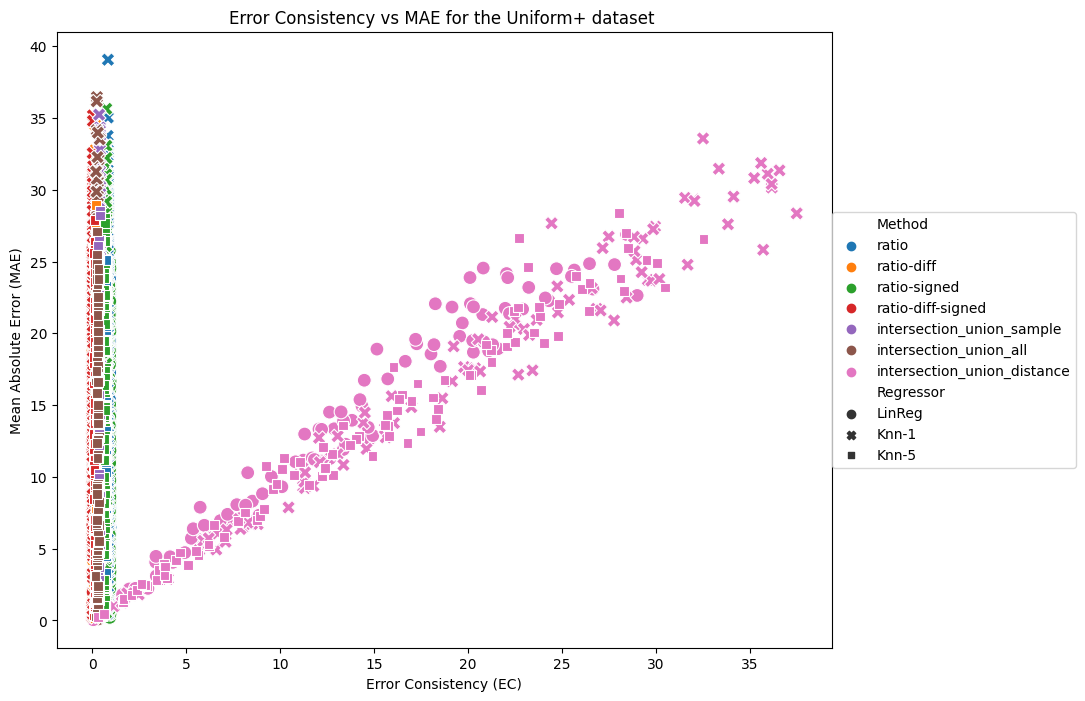 Error Consistency vs MAE for the Uniform+ dataset
Mean Absolute Error (MAE)
40
35
30
25
20
15
10
5
0
0 5 10 15 20 25 30 35
Error Consistency (EC)
Method
ratio
ratio-diff
ratio-signed
ratio-diff-signed
intersection_union_sample
intersection_union_all
intersection_union_distance
Regressor
LinReg
Knn-1
Knn-5